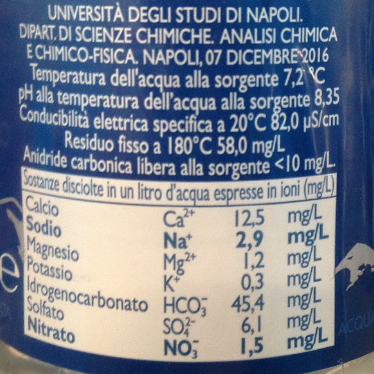 UNIVERSITÀ DEGLI STUDI DI NAPOLI.
DIPART. DI SCIENZE CHIMICHE. ANALISI CHIMICA
E CHIMICO-FISICA. NAPOLI, 07 DICEMBRE 2016
Temperatura dell'acqua alla sorgente 7,2 °C
pH alla temperatura dell'acqua alla sorgente 8,35
Conducibilità elettrica specifica a 20°C 82,0 µS/cm
Residuo fisso a 180°C 58,0 mg/L
Anidride carbonica libera alla sorgente <10 mg/L
Sostanze disciolte in un litro d'acqua espresse in ioni (mg/L)
Calcio Ca²⁺ 12,5 mg/L
Sodio Na⁺ 2,9 mg/L
Magnesio Mg²⁺ 1,2 mg/L
Potassio K⁺ 0,3 mg/L
Idrogenocarbonato HCO₃⁻ 45,4 mg/L
Solfato SO₄²⁻ 6,1 mg/L
Nitrato NO₃⁻ 1,5 mg/L
e
ACQUA